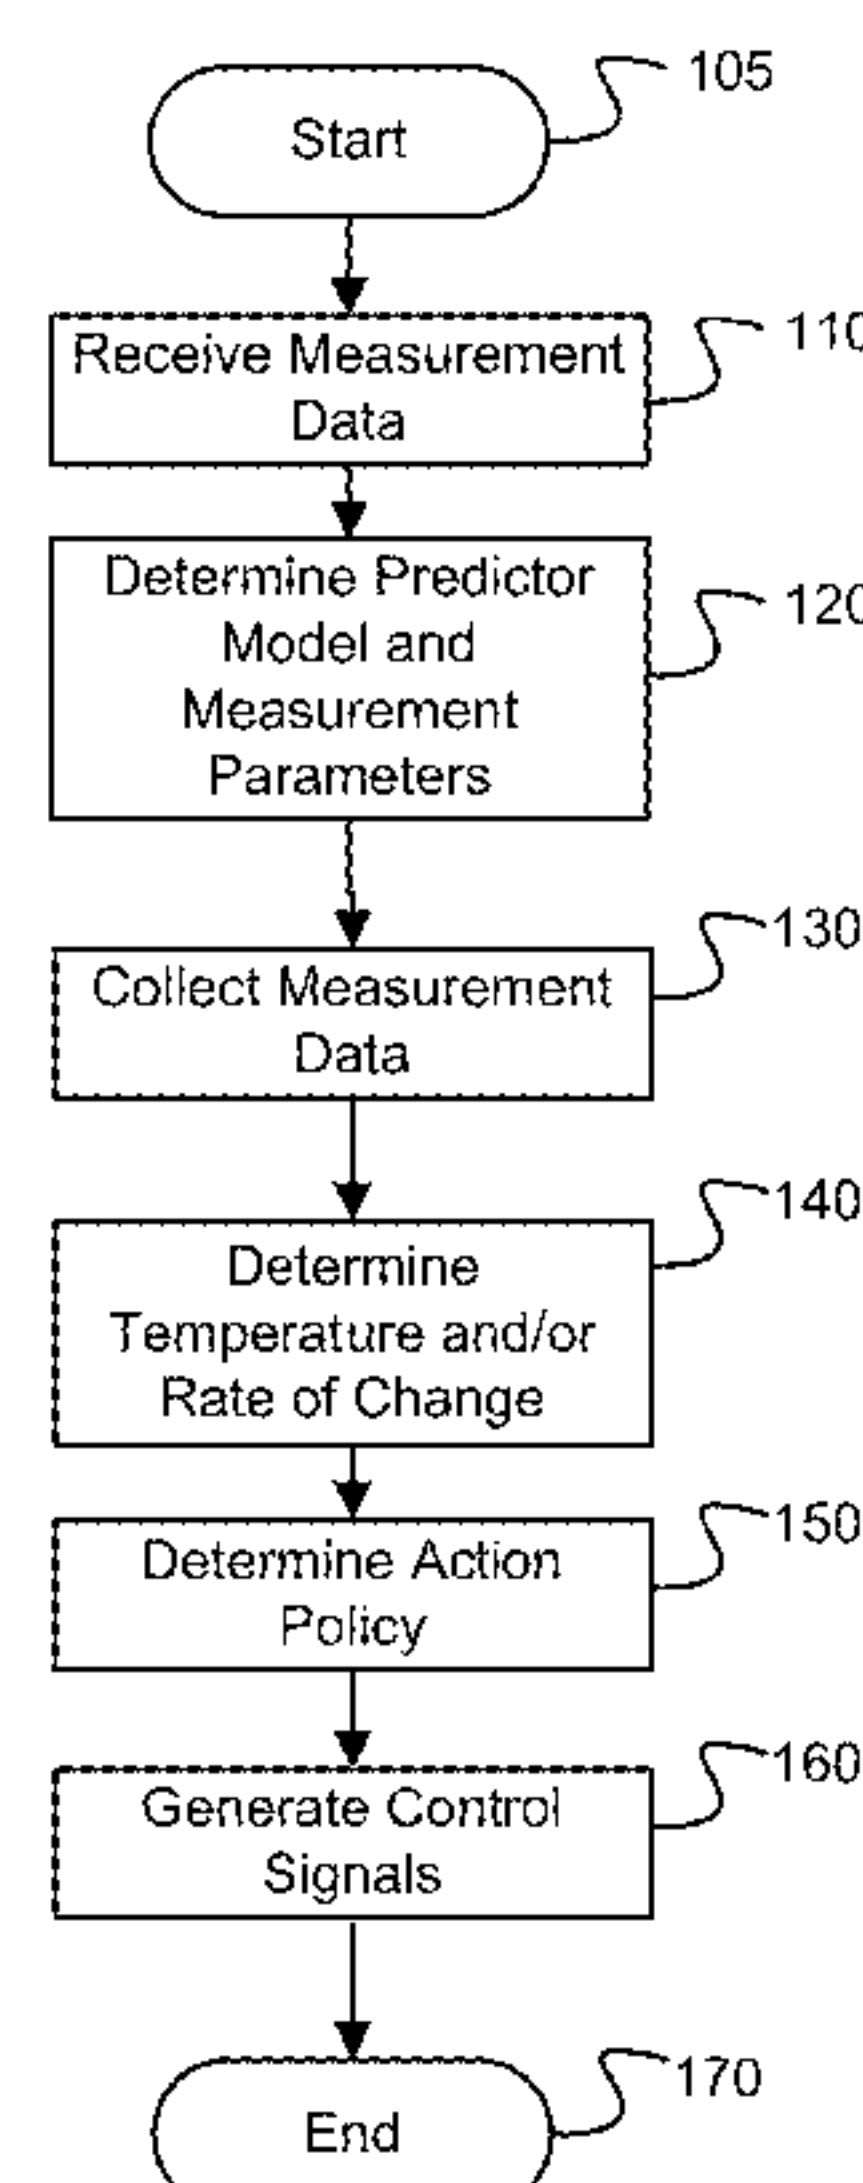 Start
105
Receive Measurement
Data
110
Determine Predictor
Model and
Measurement
Parameters
120
Collect Measurement
Data
130
Determine
Temperature and/or
Rate of Change
140
Determine Action
Policy
150
Generate Control
Signals
160
End
170